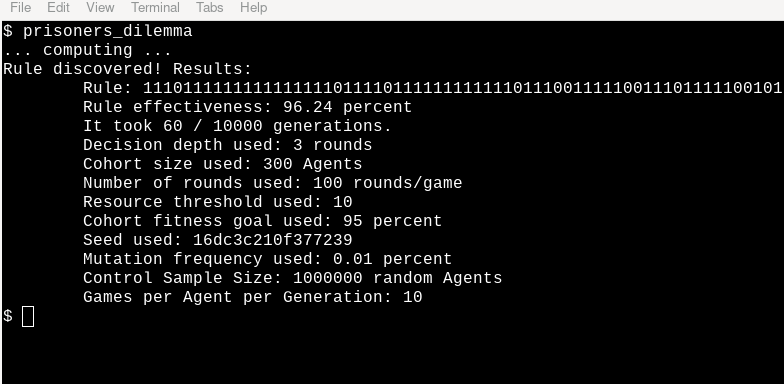 File Edit View Terminal Tabs Help
$ prisoners_dilemma
... computing ...
Rule discovered! Results:
Rule: 1110111111111111111011110111111111111101110011111001110111110​0101
Rule effectiveness: 96.24 percent
It took 60 / 10000 generations.
Decision depth used: 3 rounds
Cohort size used: 300 Agents
Number of rounds used: 100 rounds/game
Resource threshold used: 10
Cohort fitness goal used: 95 percent
Seed used: 16dc3c210f377239
Mutation frequency used: 0.01 percent
Control Sample Size: 1000000 random Agents
Games per Agent per Generation: 10
$